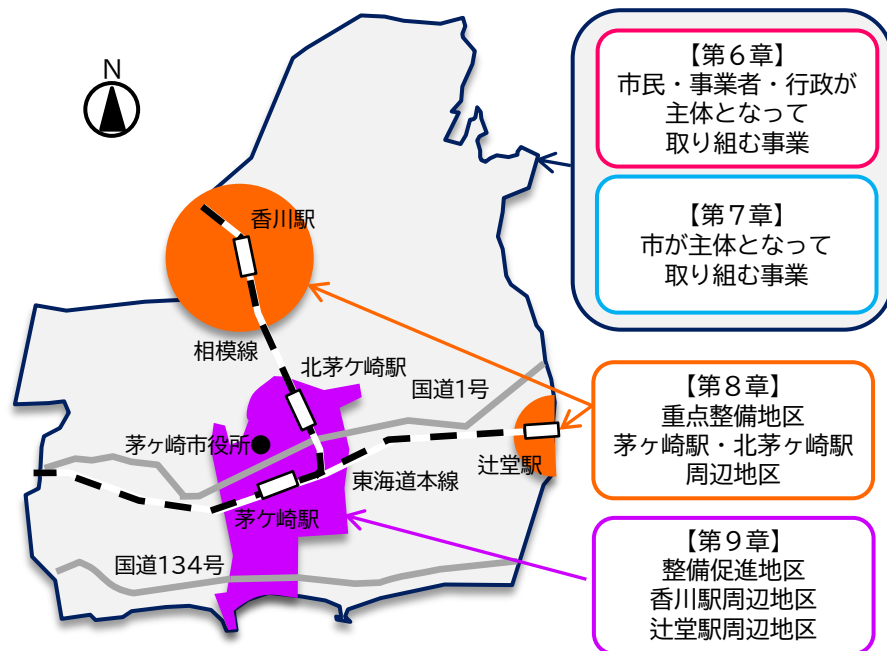 N
香川駅
相模線
北茅ケ崎駅
国道1号
茅ヶ崎市役所
辻堂駅
東海道本線
茅ケ崎駅
国道134号
【第6章】
市民・事業者・行政が
主体となって
取り組む事業
【第7章】
市が主体となって
取り組む事業
【第8章】
重点整備地区
茅ヶ崎駅・北茅ヶ崎駅
周辺地区
【第9章】
整備促進地区
香川駅周辺地区
辻堂駅周辺地区